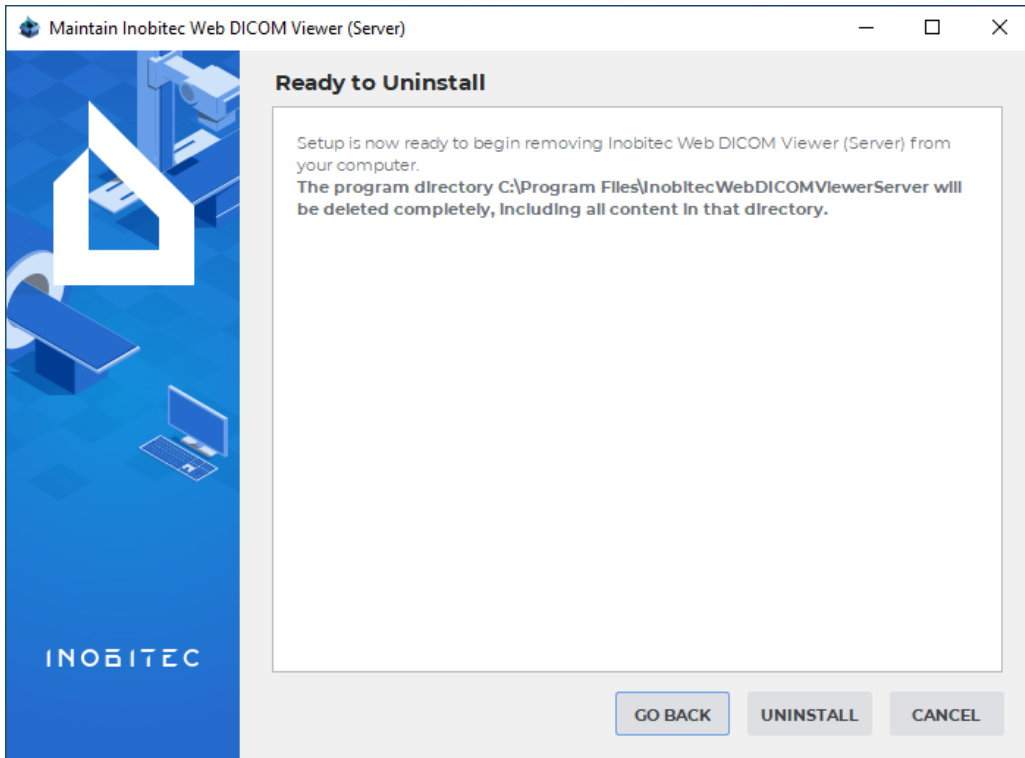 Maintain Inobitec Web DICOM Viewer (Server)
Ready to Uninstall
Setup is now ready to begin removing Inobitec Web DICOM Viewer (Server) from
your computer.
The program directory C:\Program Files\InobitecWebDICOMViewerServer will
be deleted completely, including all content in that directory.
INOBITEC
GO BACK UNINSTALL CANCEL